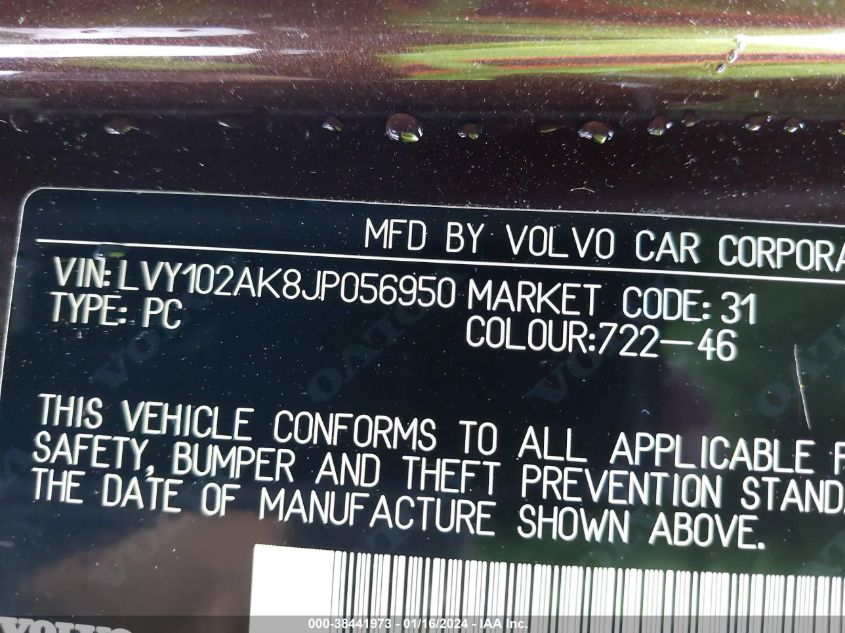 MFD BY VOLVO CAR CORPORA
VIN: LVY102AK8JP056950 MARKET CODE: 31
TYPE: PC COLOUR:722-46
THIS VEHICLE CONFORMS TO ALL APPLICABLE F
SAFETY, BUMPER AND THEFT PREVENTION STANDA
THE DATE OF MANUFACTURE SHOWN ABOVE.
VOLVO
000-38441973 - 01/16/2024 - IAA Inc.